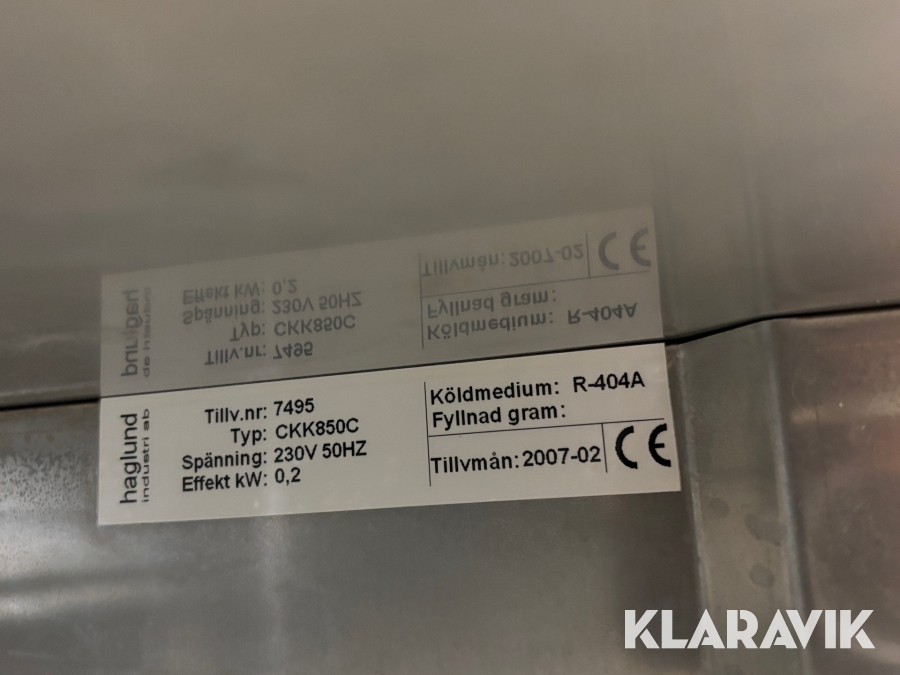 haglund
industri ab
Tillv.nr: 7495
Typ: CKK850C
Spänning: 230V 50HZ
Effekt kW: 0,2
Köldmedium: R-404A
Fyllnad gram:
Tillvmån: 2007-02
CE
KLARAVIK